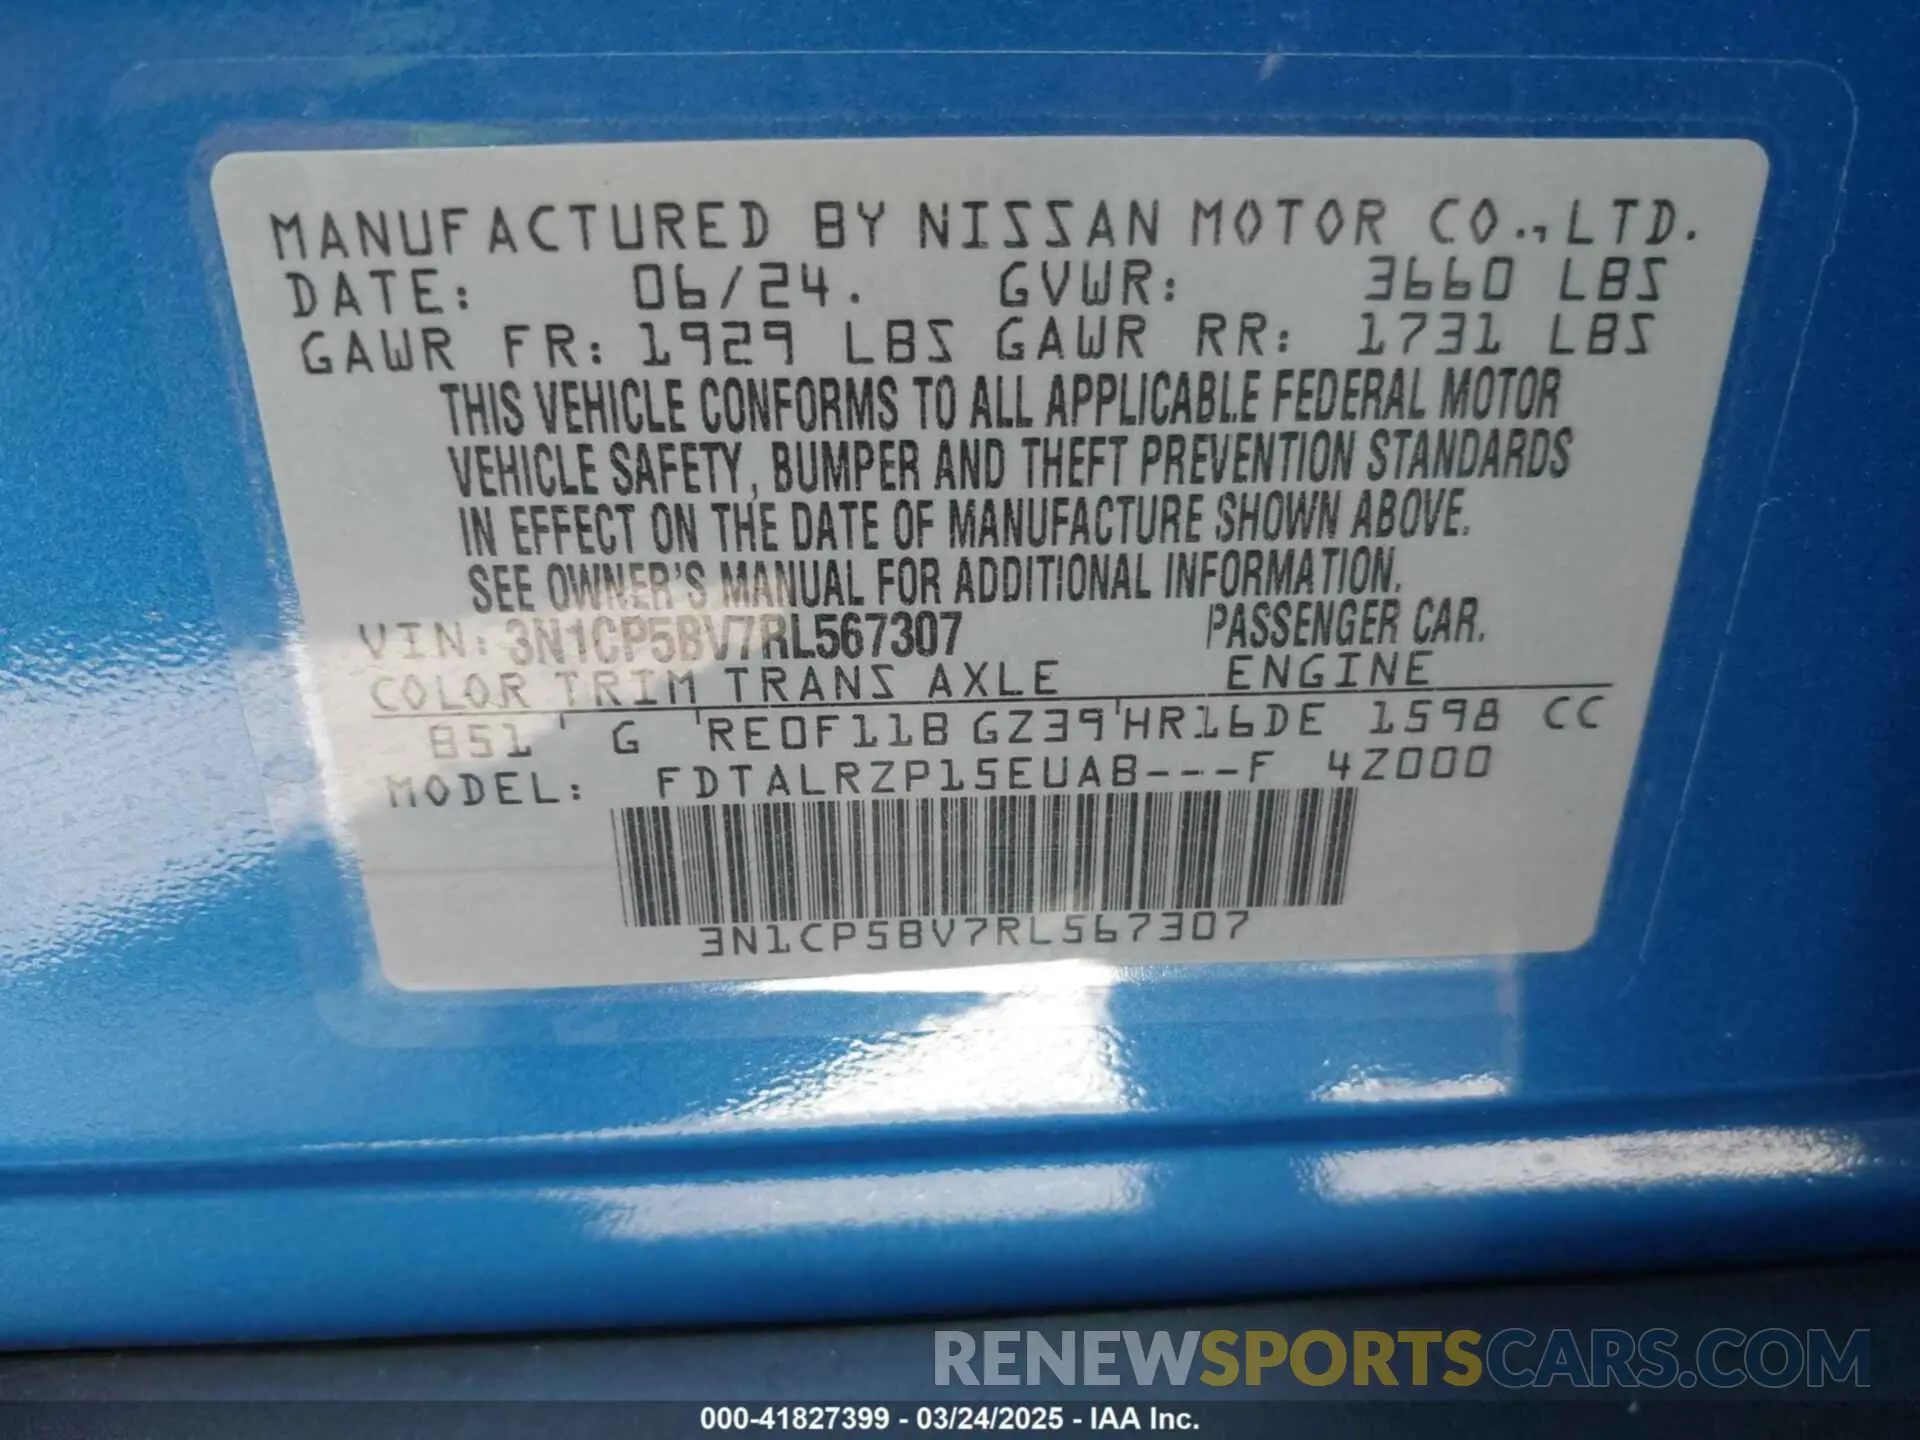 MANUFACTURED BY NISSAN MOTOR CO.,LTD.
DATE: 06/24. GVWR: 3660 LBS
GAWR FR: 1929 LBS GAWR RR: 1731 LBS
THIS VEHICLE CONFORMS TO ALL APPLICABLE FEDERAL MOTOR
VEHICLE SAFETY, BUMPER AND THEFT PREVENTION STANDARDS
IN EFFECT ON THE DATE OF MANUFACTURE SHOWN ABOVE.
SEE OWNER'S MANUAL FOR ADDITIONAL INFORMATION.
VIN: 3N1CP5BV7RL567307 PASSENGER CAR.
COLOR TRIM TRANS AXLE ENGINE
B51 G RE0F11B GZ39 HR16DE 1598 CC
MODEL: FDTALRZP15EUAB---F 4Z000
3N1CP5BV7RL567307
RENEWSPORTSCARS.COM
000-41827399 - 03/24/2025 - IAA Inc.